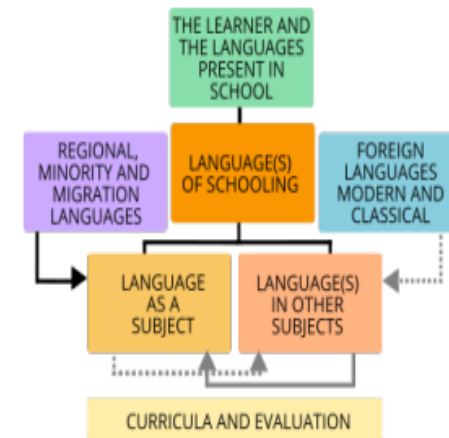 THE LEARNER AND
THE LANGUAGES
PRESENT IN
SCHOOL
REGIONAL,
MINORITY AND
MIGRATION
LANGUAGES
LANGUAGE(S)
OF SCHOOLING
FOREIGN
LANGUAGES
MODERN AND
CLASSICAL
LANGUAGE
AS A
SUBJECT
LANGUAGE(S)
IN OTHER
SUBJECTS
CURRICULA AND EVALUATION